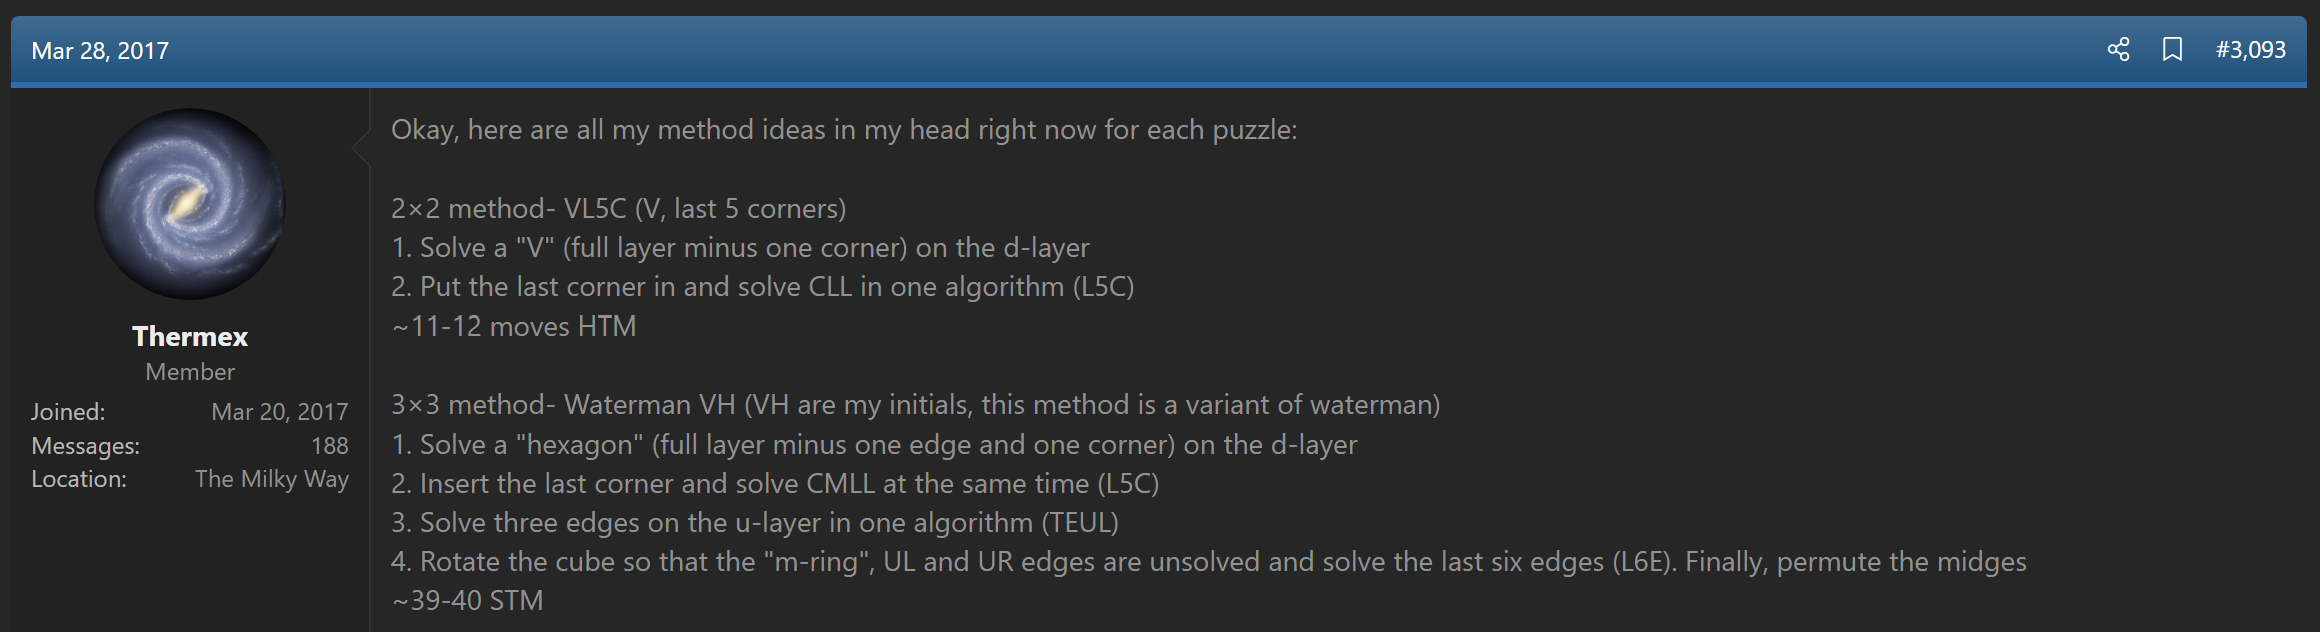 Mar 28, 2017
#3,093
Thermex
Member
Joined: Mar 20, 2017
Messages: 188
Location: The Milky Way
Okay, here are all my method ideas in my head right now for each puzzle:
2×2 method- VL5C (V, last 5 corners)
1. Solve a "V" (full layer minus one corner) on the d-layer
2. Put the last corner in and solve CLL in one algorithm (L5C)
~11-12 moves HTM
3×3 method- Waterman VH (VH are my initials, this method is a variant of waterman)
1. Solve a "hexagon" (full layer minus one edge and one corner) on the d-layer
2. Insert the last corner and solve CMLL at the same time (L5C)
3. Solve three edges on the u-layer in one algorithm (TEUL)
4. Rotate the cube so that the "m-ring", UL and UR edges are unsolved and solve the last six edges (L6E). Finally, permute the midges
~39-40 STM